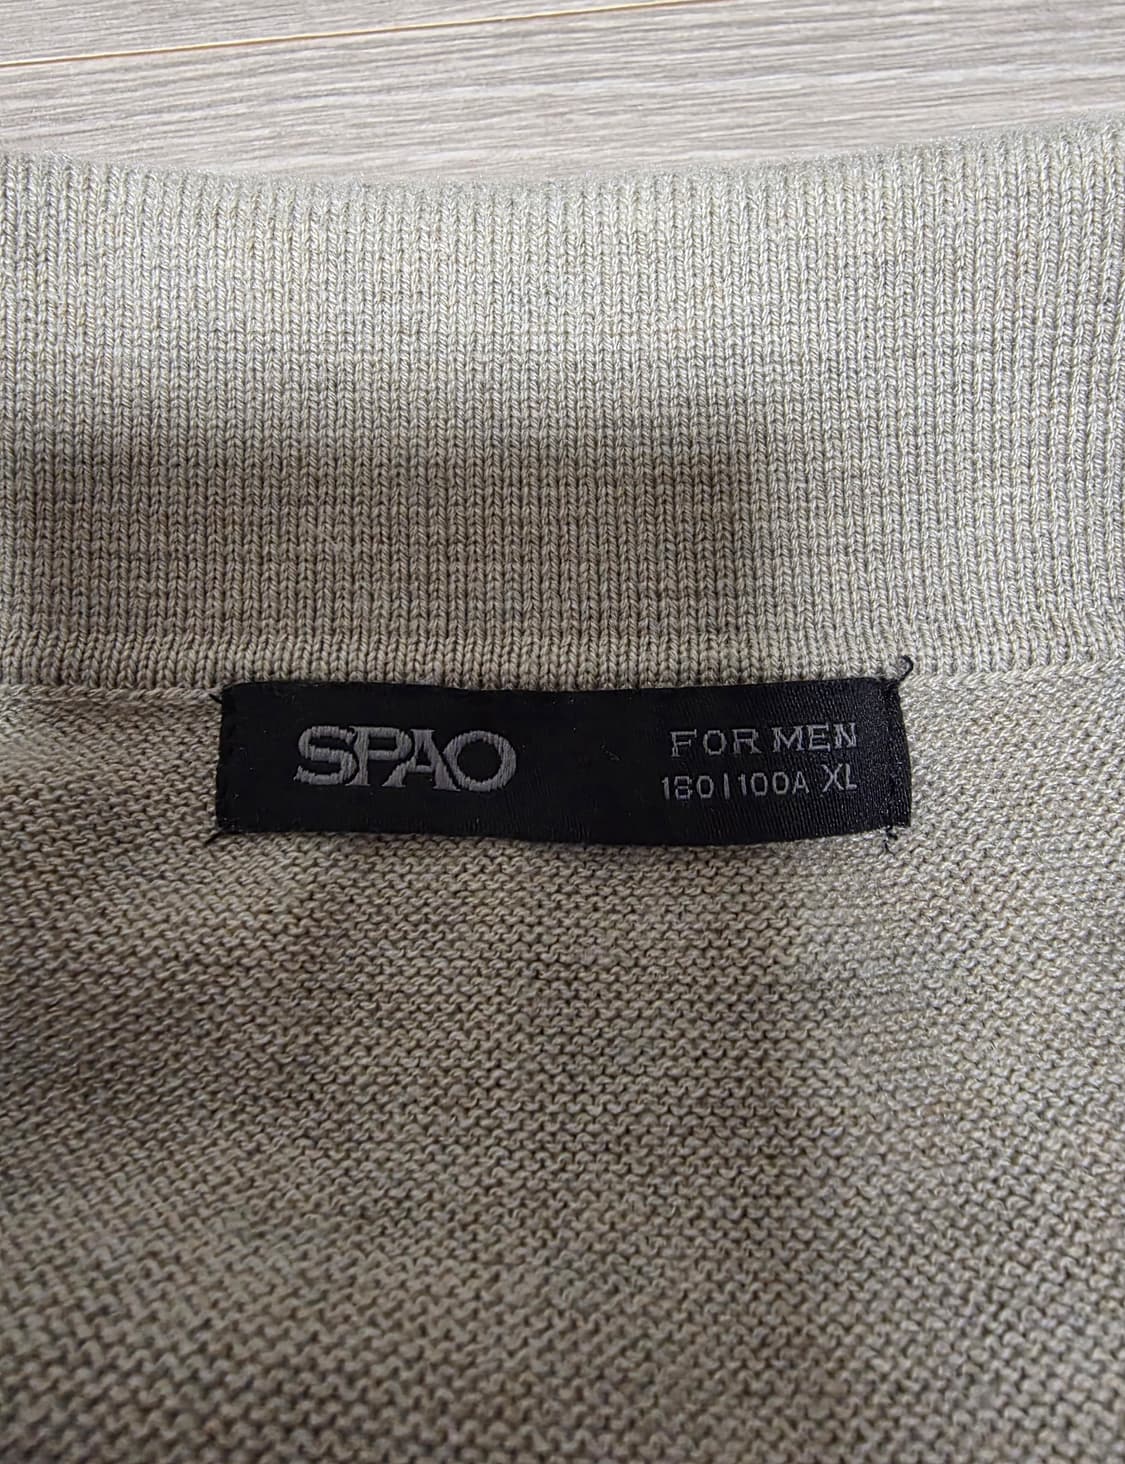 SPAO
FOR MEN
180 | 100A XL